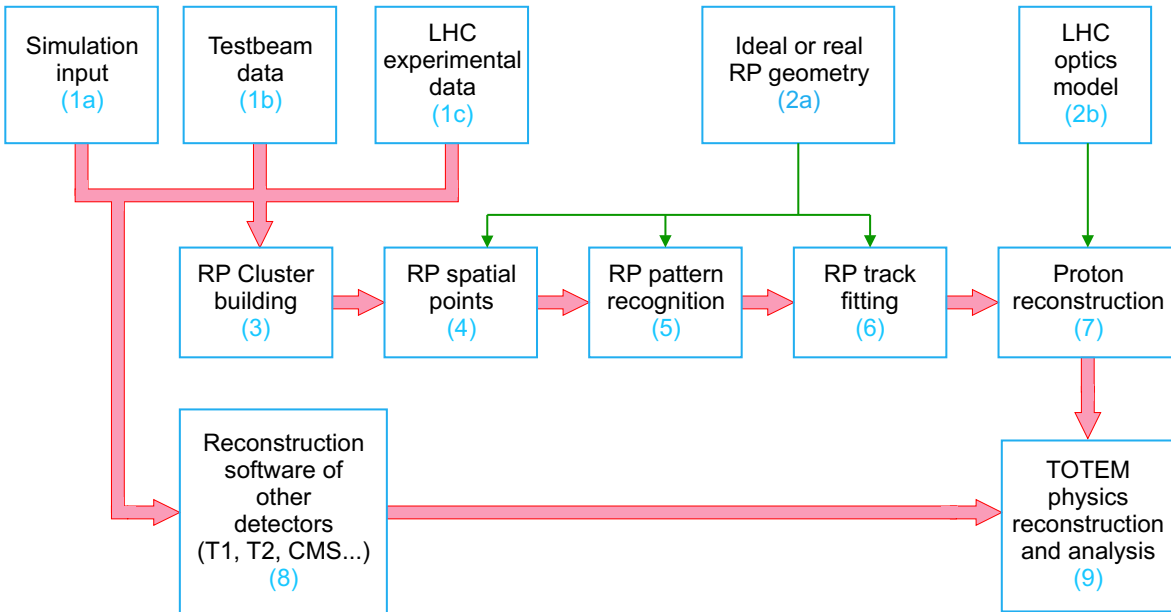 Simulation
input
(1a)
Testbeam
data
(1b)
LHC
experimental
data
(1c)
Ideal or real
RP geometry
(2a)
LHC
optics
model
(2b)
RP Cluster
building
(3)
RP spatial
points
(4)
RP pattern
recognition
(5)
RP track
fitting
(6)
Proton
reconstruction
(7)
Reconstruction
software of
other
detectors
(T1, T2, CMS...)
(8)
TOTEM
physics
reconstruction
and analysis
(9)